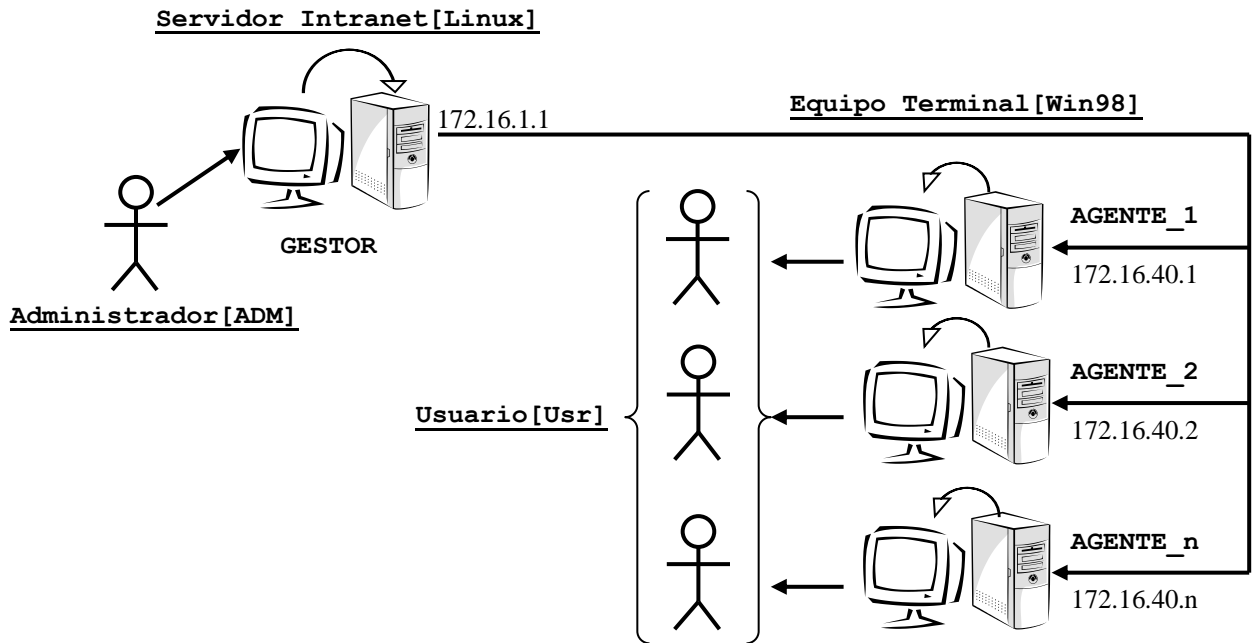 Servidor Intranet[Linux]
172.16.1.1
Equipo Terminal[Win98]
GESTOR
Administrador[ADM]
AGENTE_1
172.16.40.1
Usuario[Usr]
AGENTE_2
172.16.40.2
AGENTE_n
172.16.40.n